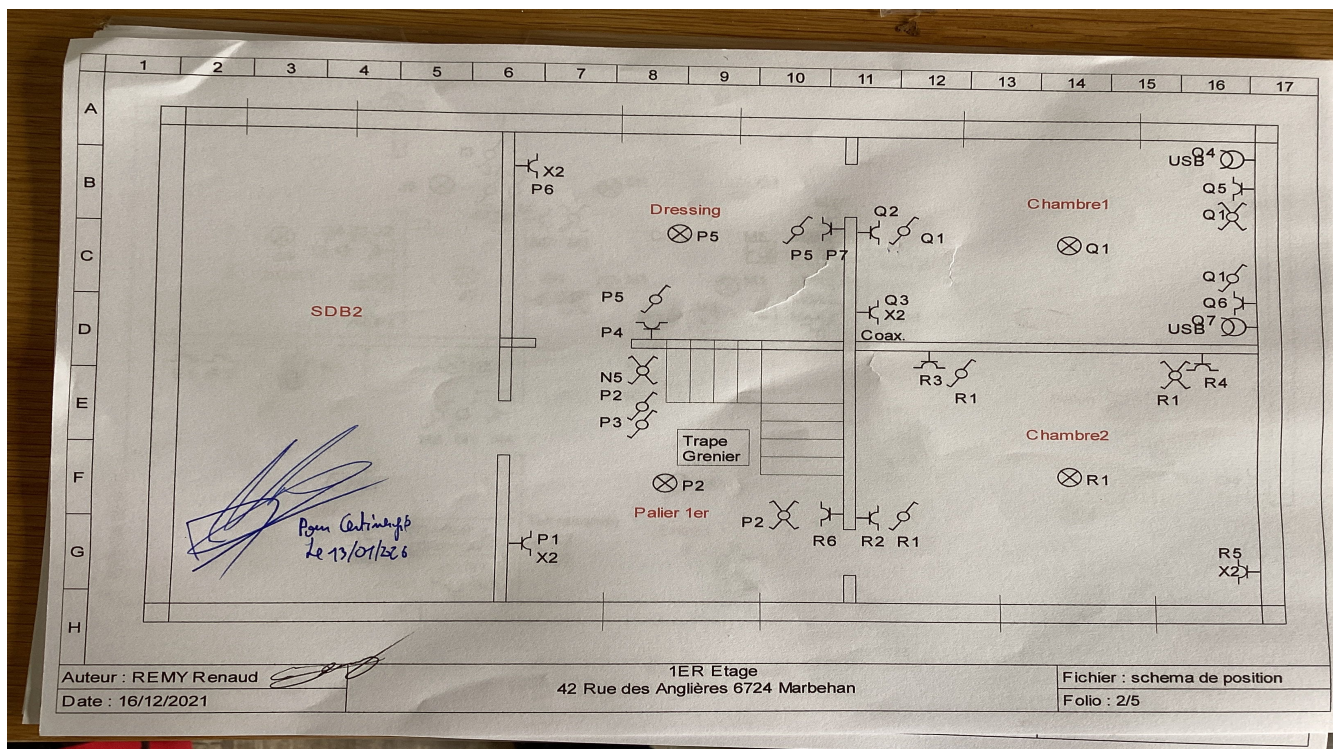 1 2 3 4 5 6 7 8 9 10 11 12 13 14 15 16 17
A
B
C
D
E
F
G
H
X2
P6
Dressing
P5
P5 P7
Q2
Q1
Chambre1
Q1
Q4
USB
Q5
Q1
Q1
Q6
Q7
USB
SDB2
P5
P4
Q3
X2
Coax.
N5
P2
P3
R3
R1
R4
R1
Trape
Grenier
P2
Palier 1er
P2
R6 R2 R1
Chambre2
R1
P1
X2
R5
X2
Le 13/01/226
Auteur : REMY Renaud
Date : 16/12/2021
1ER Etage
42 Rue des Anglières 6724 Marbehan
Fichier : schema de position
Folio : 2/5